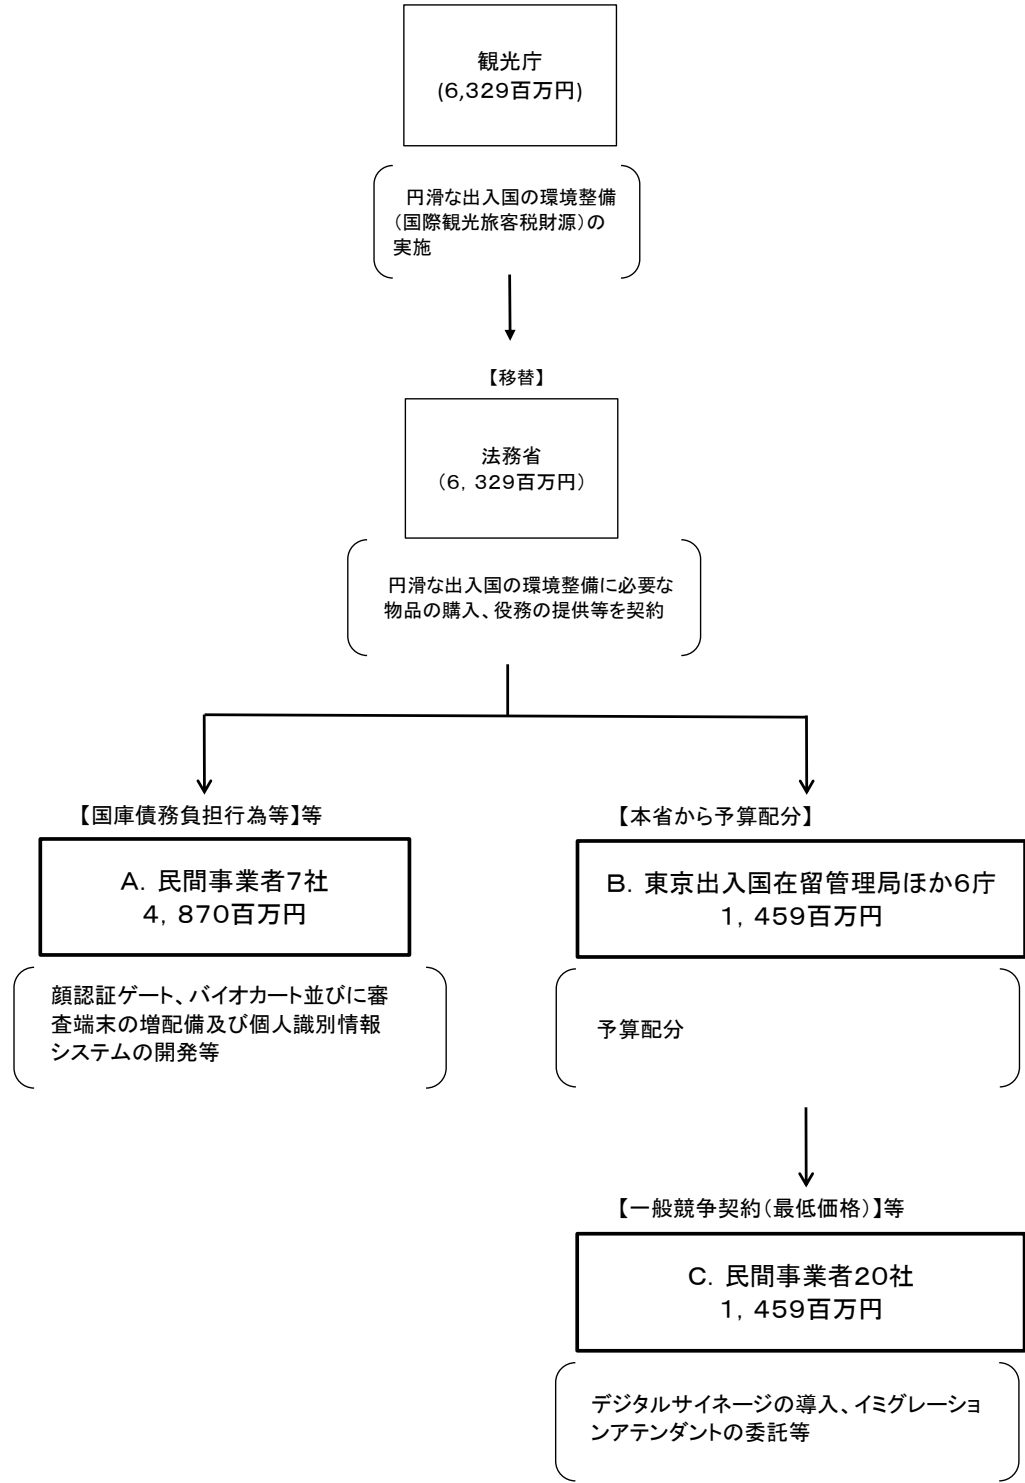 観光庁
(6,329百万円)
円滑な出入国の環境整備
（国際観光旅客税財源）の
実施
【移替】
法務省
（6，329百万円）
円滑な出入国の環境整備に必要な
物品の購入、役務の提供等を契約
【国庫債務負担行為等】等
A．民間事業者7社
4，870百万円
顔認証ゲート、バイオカート並びに審
査端末の増配備及び個人識別情報
システムの開発等
【本省から予算配分】
B．東京出入国在留管理局ほか6庁
1，459百万円
予算配分
【一般競争契約（最低価格）】等
C．民間事業者20社
1，459百万円
デジタルサイネージの導入、イミグレーショ
ンアテンダントの委託等